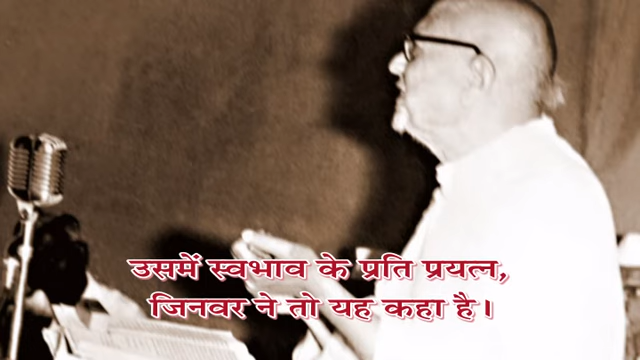 उसमें स्वभाव के प्रति प्रयत्न,
जिनवर ने तो यह कहा है।